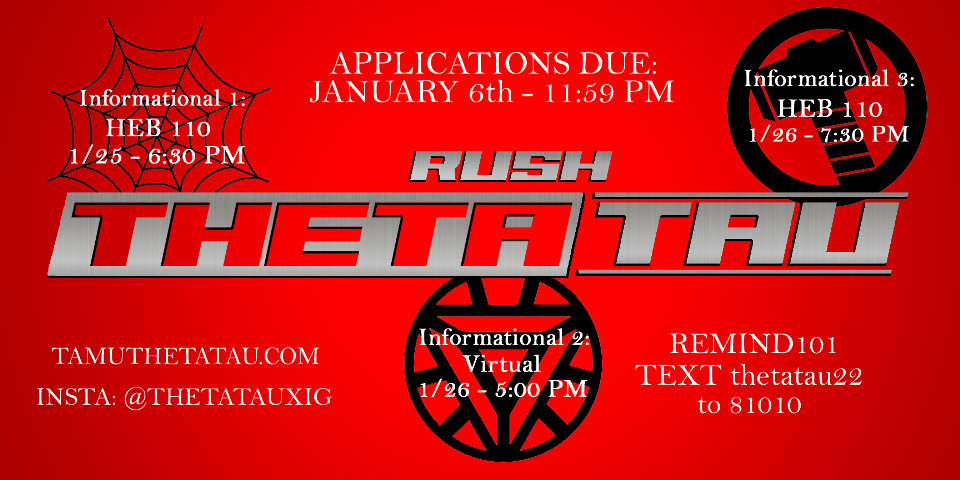 APPLICATIONS DUE:
JANUARY 6th - 11:59 PM
Informational 1:
HEB 110
1/25 - 6:30 PM
Informational 3:
HEB 110
1/26 - 7:30 PM
RUSH
THETA TAU
Informational 2:
Virtual
1/26 - 5:00 PM
TAMUTHETATAU.COM
INSTA: @THETATAUXIG
REMIND101
TEXT thetatau22
to 81010